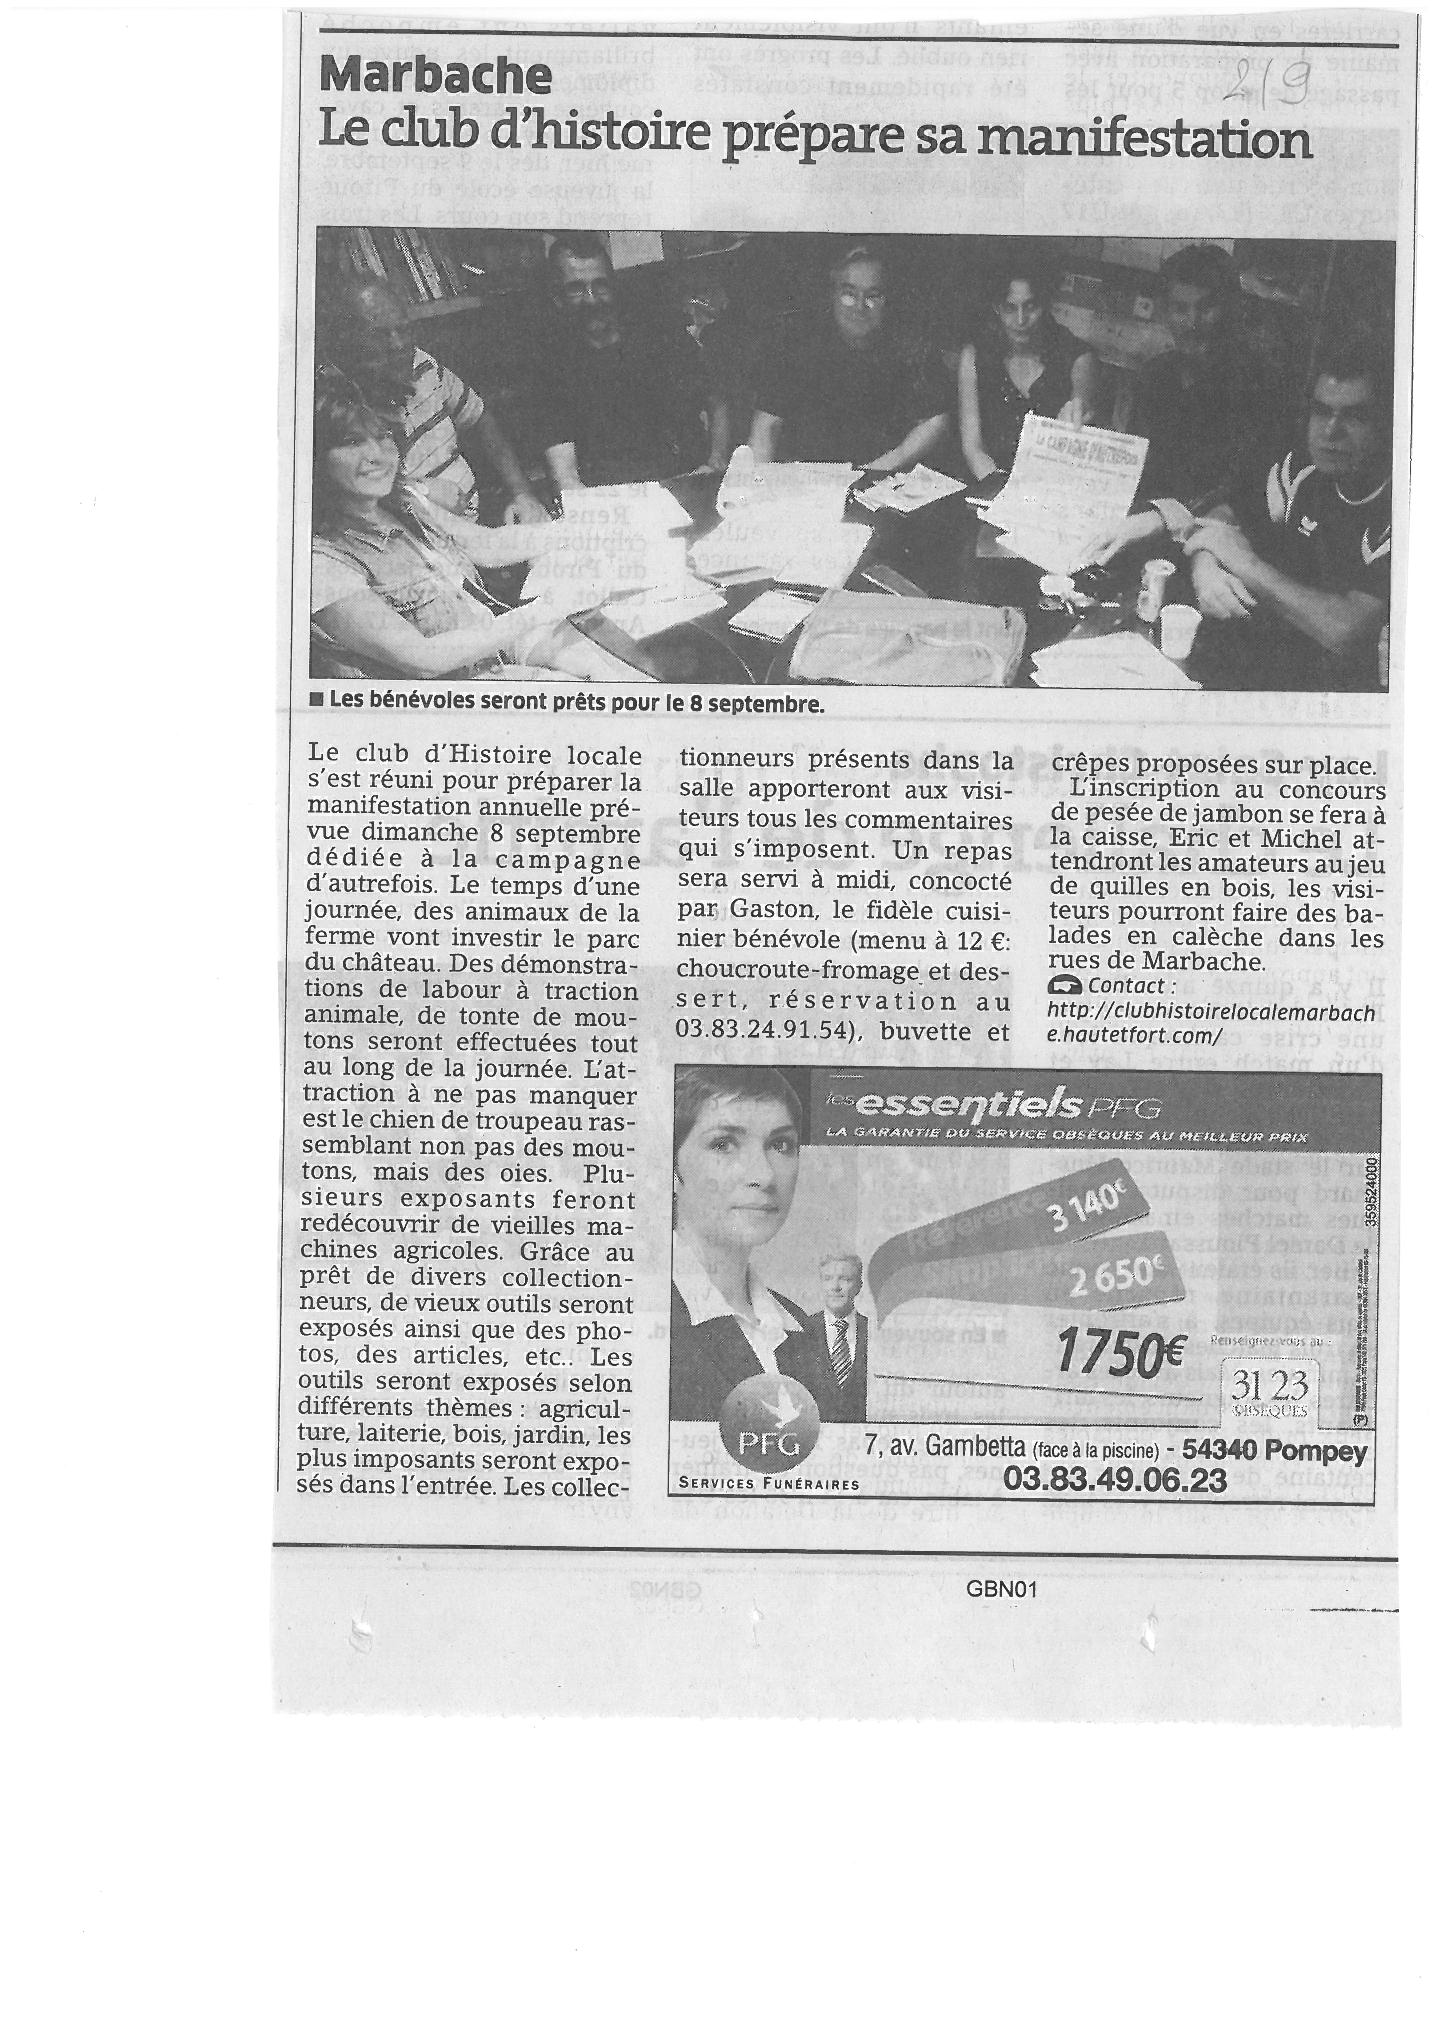 Marbache
2/9
Le club d'histoire prépare sa manifestation
LA CAMPAGNE
■ Les bénévoles seront prêts pour le 8 septembre.
Le club d'Histoire locale
s'est réuni pour préparer la
manifestation annuelle pré-
vue dimanche 8 septembre
dédiée à la campagne
d'autrefois. Le temps d'une
journée, des animaux de la
ferme vont investir le parc
du château. Des démonstra-
tions de labour à traction
animale, de tonte de mou-
tons seront effectuées tout
au long de la journée. L'at-
traction à ne pas manquer
est le chien de troupeau ras-
semblant non pas des mou-
tons, mais des oies. Plu-
sieurs exposants feront
redécouvrir de vieilles ma-
chines agricoles. Grâce au
prêt de divers collection-
neurs, de vieux outils seront
exposés ainsi que des pho-
tos, des articles, etc.. Les
outils seront exposés selon
différents thèmes : agricul-
ture, laiterie, bois, jardin, les
plus imposants seront expo-
sés dans l'entrée. Les collec-
tionneurs présents dans la
salle apporteront aux visi-
teurs tous les commentaires
qui s'imposent. Un repas
sera servi à midi, concocté
par Gaston, le fidèle cuisi-
nier bénévole (menu à 12 €:
choucroute-fromage et des-
sert, réservation au
03.83.24.91.54), buvette et
crêpes proposées sur place.
L'inscription au concours
de pesée de jambon se fera à
la caisse, Eric et Michel at-
tendront les amateurs au jeu
de quilles en bois, les visi-
teurs pourront faire des ba-
lades en calèche dans les
rues de Marbache.
Contact :
http://clubhistoirelocalemarbach
e.hautetfort.com/
les essentiels PFG
LA GARANTIE DU SERVICE OBSÈQUES AU MEILLEUR PRIX
Référence 3 140€
2 650€
1750€
Renseignez-vous au :
31 23
OBSÈQUES
359524000
(P)
PFG
SERVICES FUNÉRAIRES
7, av. Gambetta (face à la piscine) - 54340 Pompey
03.83.49.06.23
GBN01